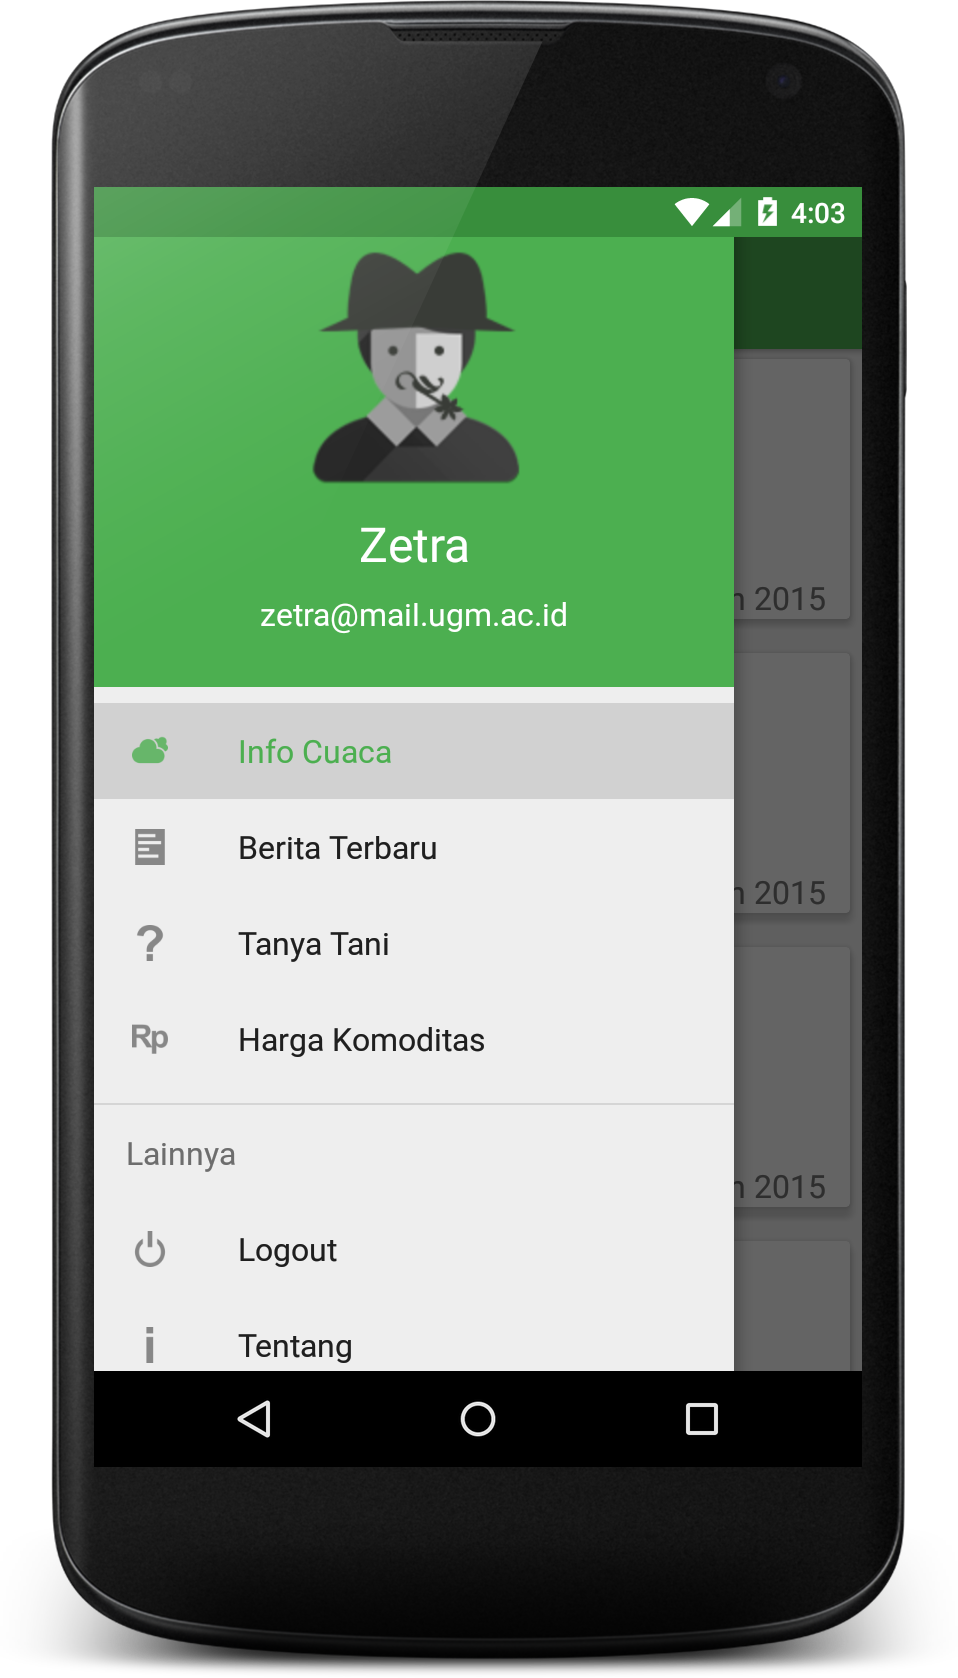 4:03
Zetra
zetra@mail.ugm.ac.id
2015
Info Cuaca
Berita Terbaru
2015
Tanya Tani
Rp Harga Komoditas
Lainnya
2015
Logout
Tentang